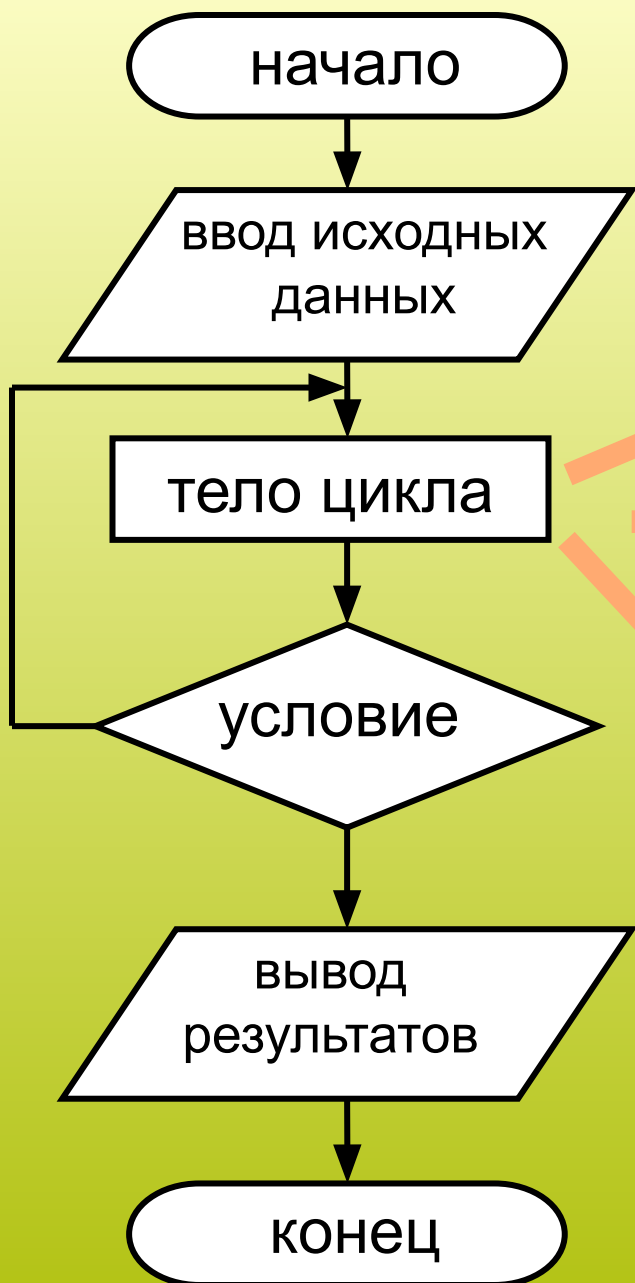 начало
ввод исходных
данных
тело цикла
условие
вывод
результатов
конец